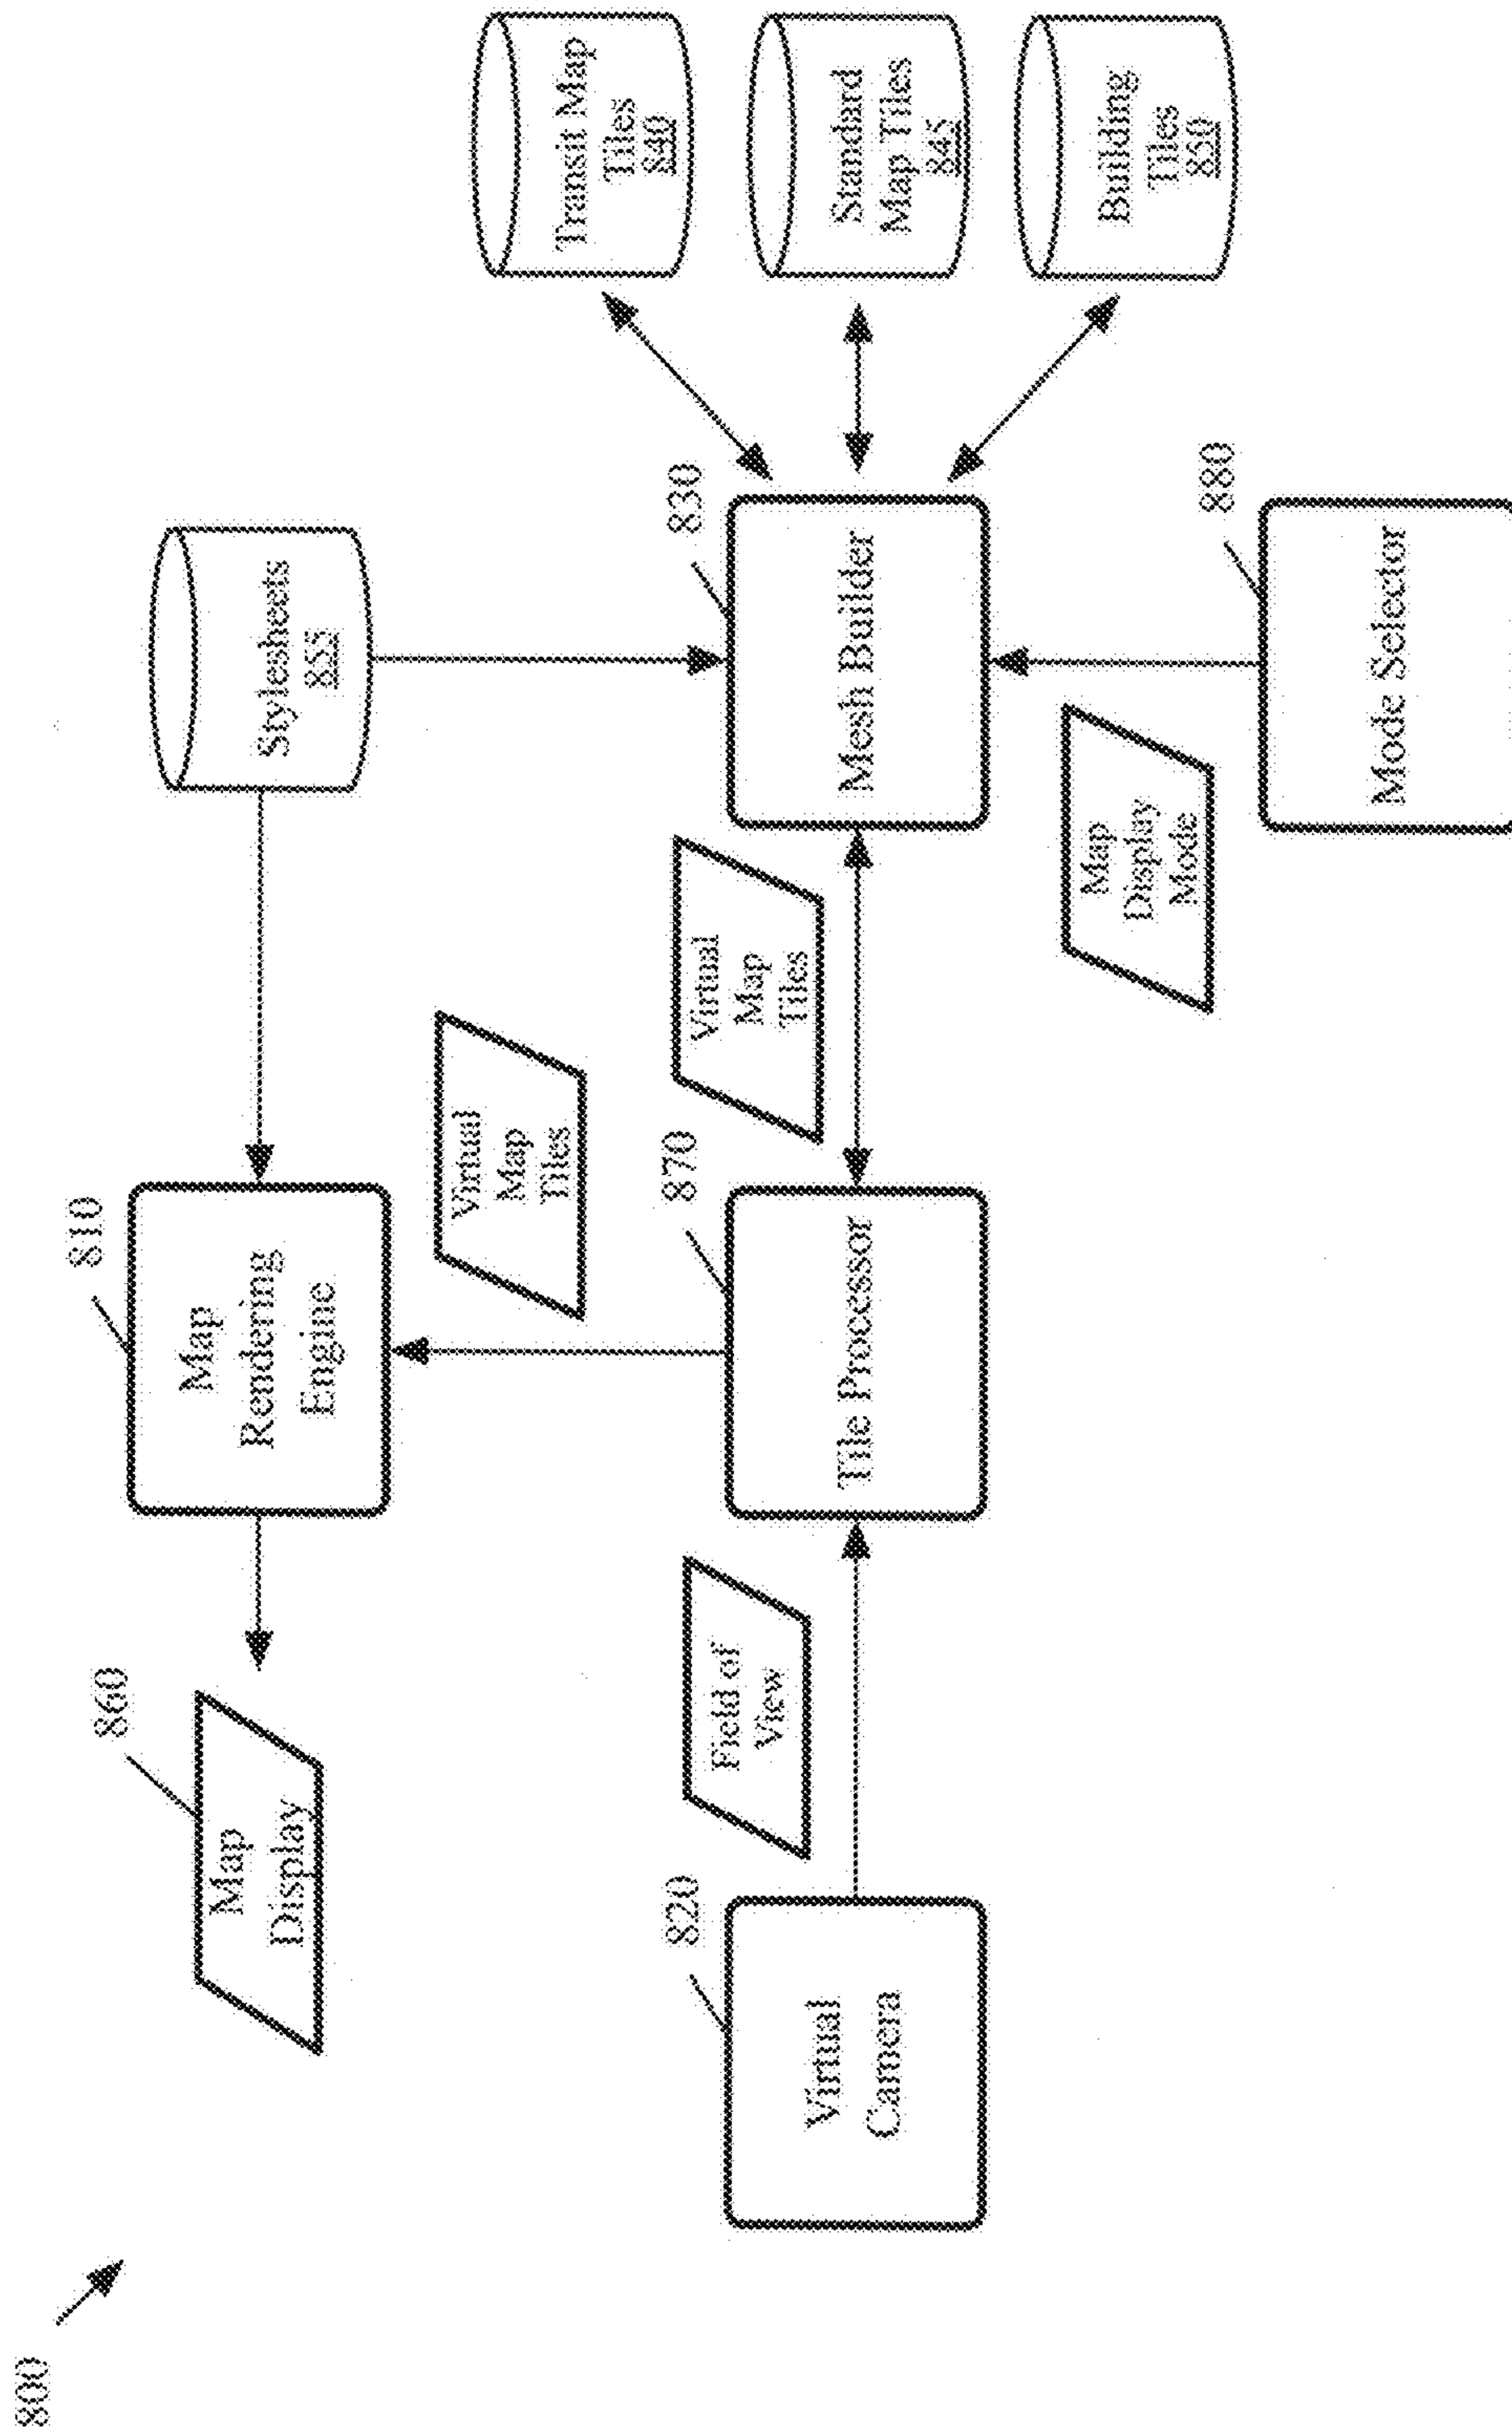 800
860
Map
Display
810
Map
Rendering
Engine
Stylesheets
855
Virtual
Map
Tiles
Transit Map
Tiles
840
820
Virtual
Camera
Field of
View
870
Tile Processor
Virtual
Map
Tiles
830
Mesh Builder
Standard
Map Tiles
845
Map
Display
Mode
Building
Tiles
850
880
Mode Selector